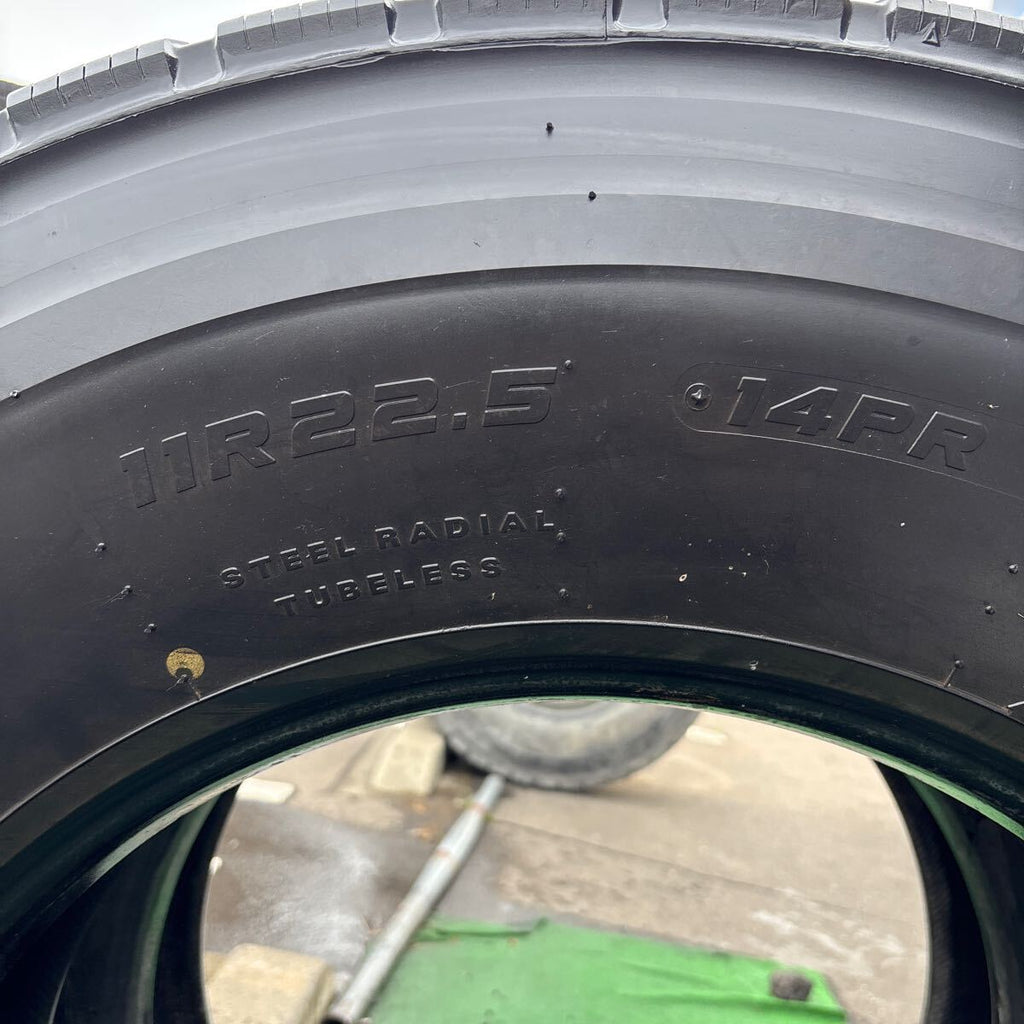 11R22.5
14PR
STEEL RADIAL
TUBELESS